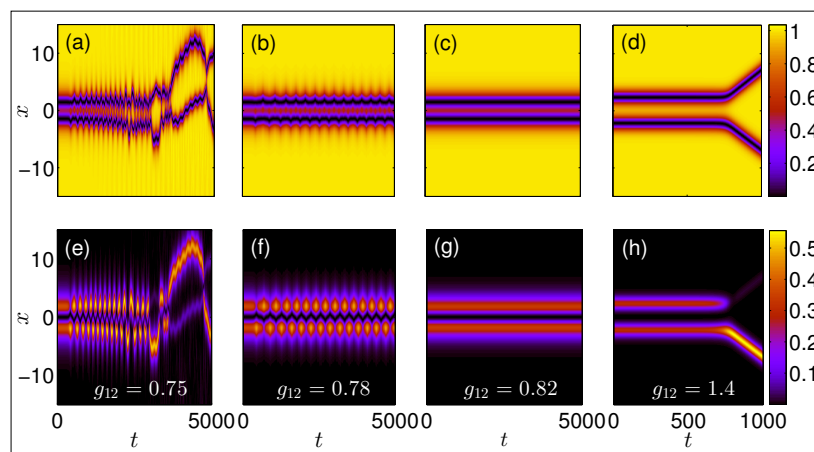 (a) (b) (c) (d)
10
0
−10
x
1
0.8
0.6
0.4
0.2
(e) (f) (g) (h)
10
0
−10
x
0.5
0.4
0.3
0.2
0.1
g₁₂ = 0.75 g₁₂ = 0.78 g₁₂ = 0.82 g₁₂ = 1.4
0 50000 50000 50000 500 1000
t t t t